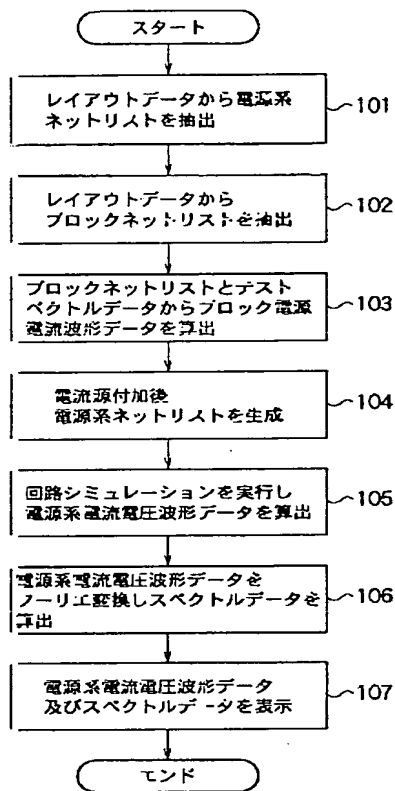 スタート
レイアウトデータから電源系
ネットリストを抽出
101
レイアウトデータから
ブロックネットリストを抽出
102
ブロックネットリストとテスト
ベクトルデータからブロック電源
電流波形データを算出
103
電流源付加後
電源系ネットリストを生成
104
回路シミュレーションを実行し
電源系電流電圧波形データを算出
105
電源系電流電圧波形データを
フーリエ変換しスペクトルデータを
算出
106
電源系電流電圧波形データ
及びスペクトルデータを表示
107
エンド